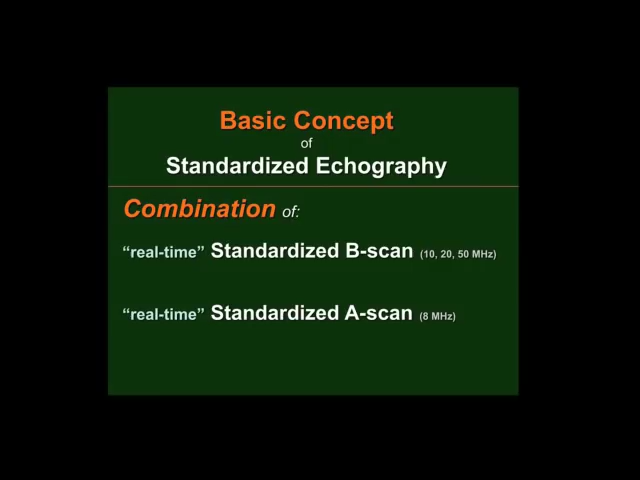 Basic Concept
of
Standardized Echography
Combination of:
“real-time” Standardized B-scan (10, 20, 50 MHz)
“real-time” Standardized A-scan (8 MHz)